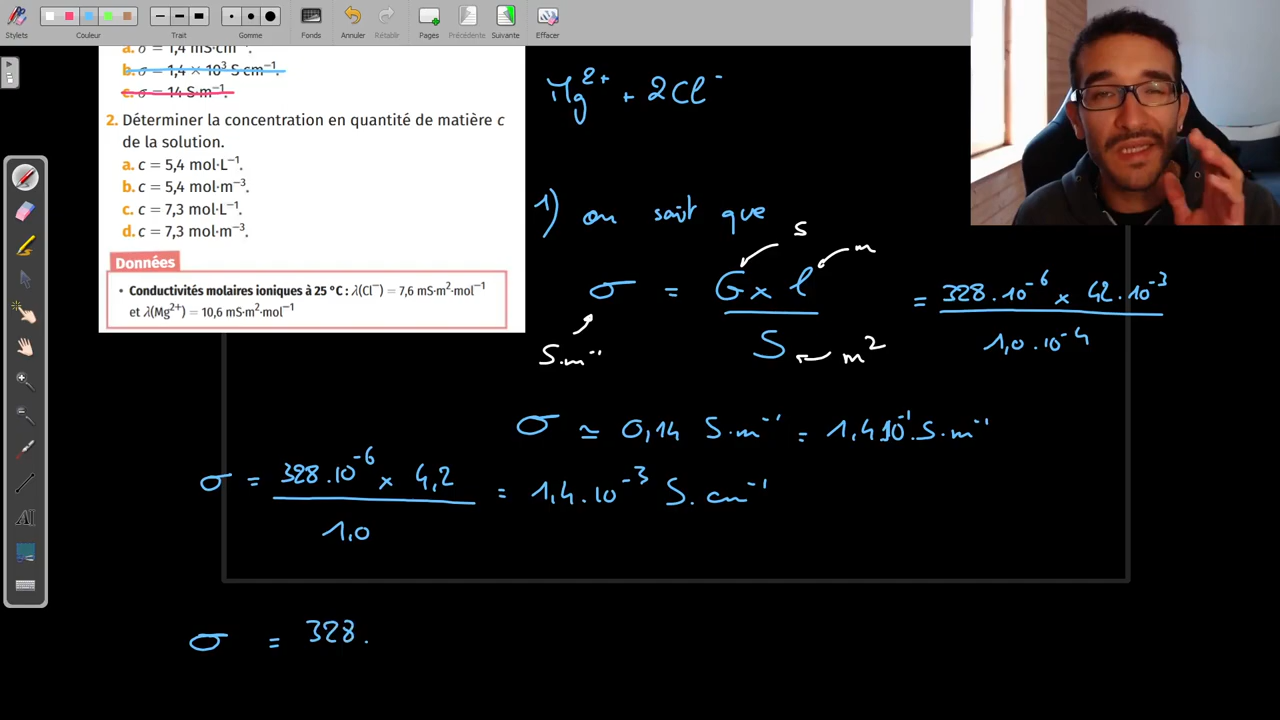 Stylets Couleur Trait Gomme Fonds Annuler Rétablir Pages Précédente Suivante Effacer
a. σ = 1,4 mS·cm⁻¹.
b. σ = 1,4 × 10³ S·cm⁻¹.
c. σ = 14 S·m⁻¹.
2. Déterminer la concentration en quantité de matière c
de la solution.
a. c = 5,4 mol·L⁻¹.
b. c = 5,4 mol·m⁻³.
c. c = 7,3 mol·L⁻¹.
d. c = 7,3 mol·m⁻³.
Données
• Conductivités molaires ioniques à 25 °C : λ(Cl⁻) = 7,6 mS·m²·mol⁻¹
et λ(Mg²⁺) = 10,6 mS·m²·mol⁻¹
Mg²⁺ + 2Cl⁻
1) on sait que
S
m
σ = G × l / S = 328.10⁻⁶ × 42.10⁻³ / 1,0.10⁻⁴
S.m⁻¹
m²
σ ≃ 0,14 S.m⁻¹ = 1,4 10⁻¹ S.m⁻¹
σ = 328.10⁻⁶ × 4,2 / 1,0 = 1,4.10⁻³ S.cm⁻¹
σ = 328.